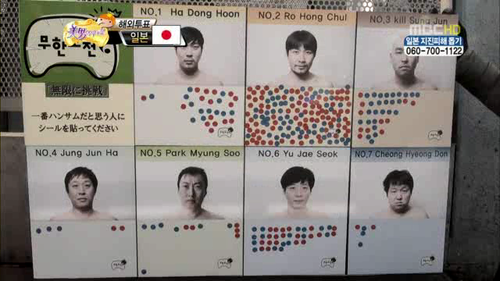 해외투표
일본
MBC HD
일본 지진피해 돕기
060-700-1122
무한
전
無限に挑戦
一番ハンサムだと思う人に
シールを貼ってください
NO,1 Ha Dong Hoon
NO,2 Ro Hong Chul
NO,3 kill Sung Jun
NO,4 Jung Jun Ha
NO,5 Park Myung Soo
NO,6 Yu Jae Seok
NO,7 Cheong Hyeong Don